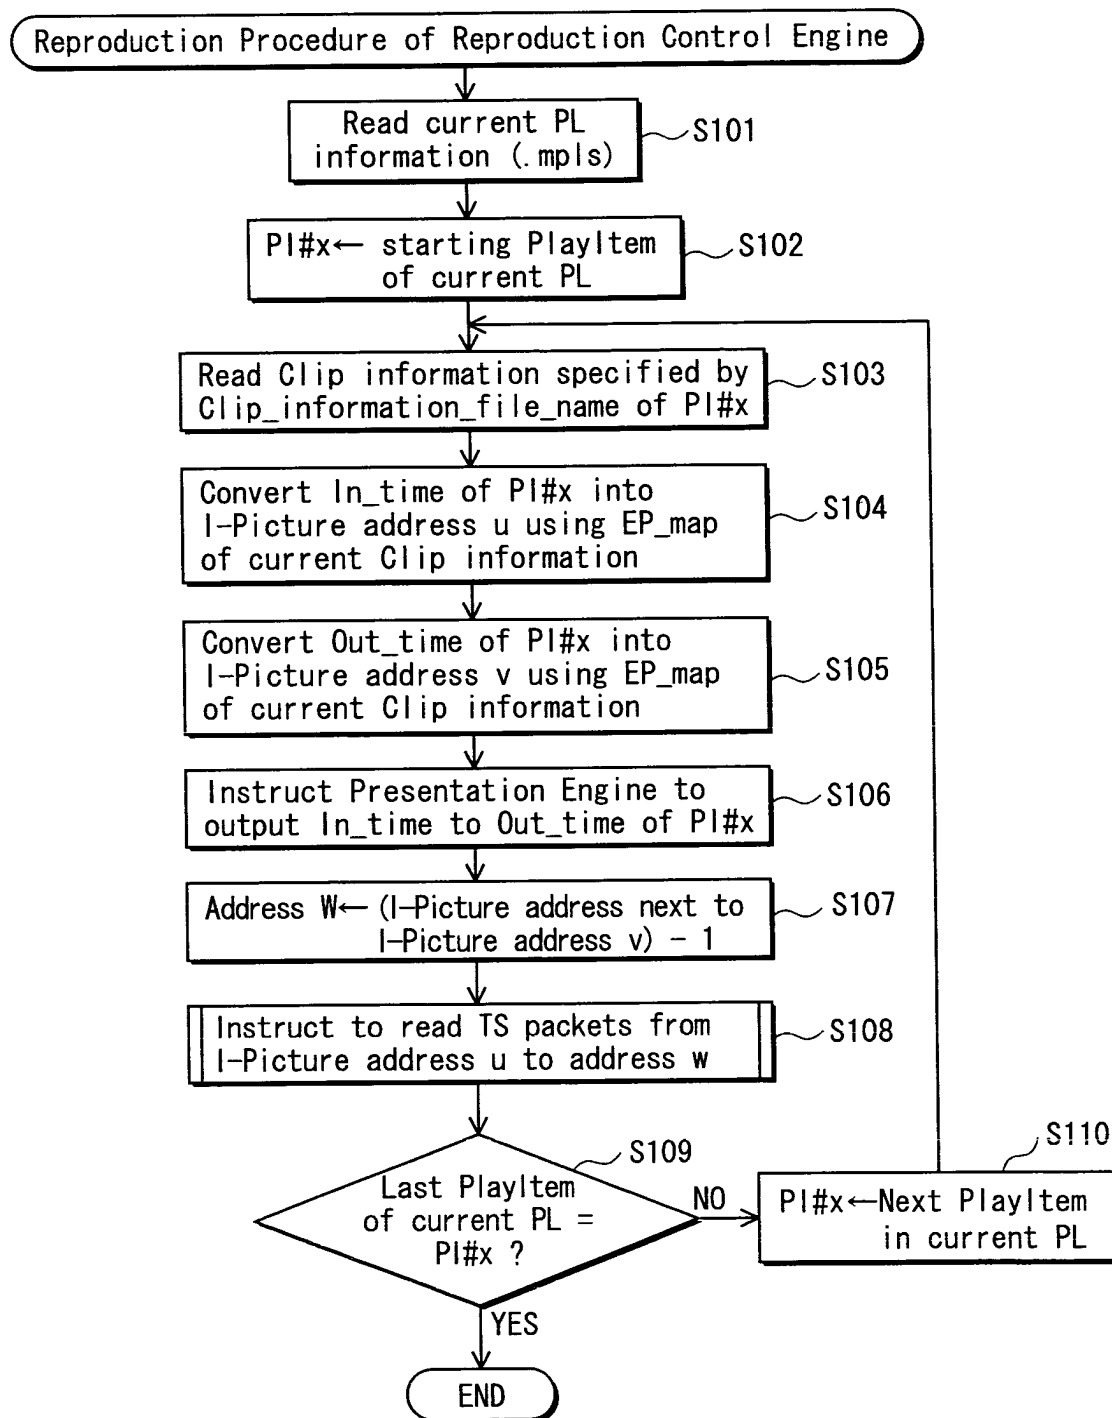 Reproduction Procedure of Reproduction Control Engine
Read current PL
information (.mpls)
S101
PI#x← starting PlayItem
of current PL
S102
Read Clip information specified by
Clip_information_file_name of PI#x
S103
Convert In_time of PI#x into
I-Picture address u using EP_map
of current Clip information
S104
Convert Out_time of PI#x into
I-Picture address v using EP_map
of current Clip information
S105
Instruct Presentation Engine to
output In_time to Out_time of PI#x
S106
Address W← (I-Picture address next to
I-Picture address v) - 1
S107
Instruct to read TS packets from
I-Picture address u to address w
S108
Last PlayItem
of current PL =
PI#x ?
S109
NO
PI#x←Next PlayItem
in current PL
S110
YES
END